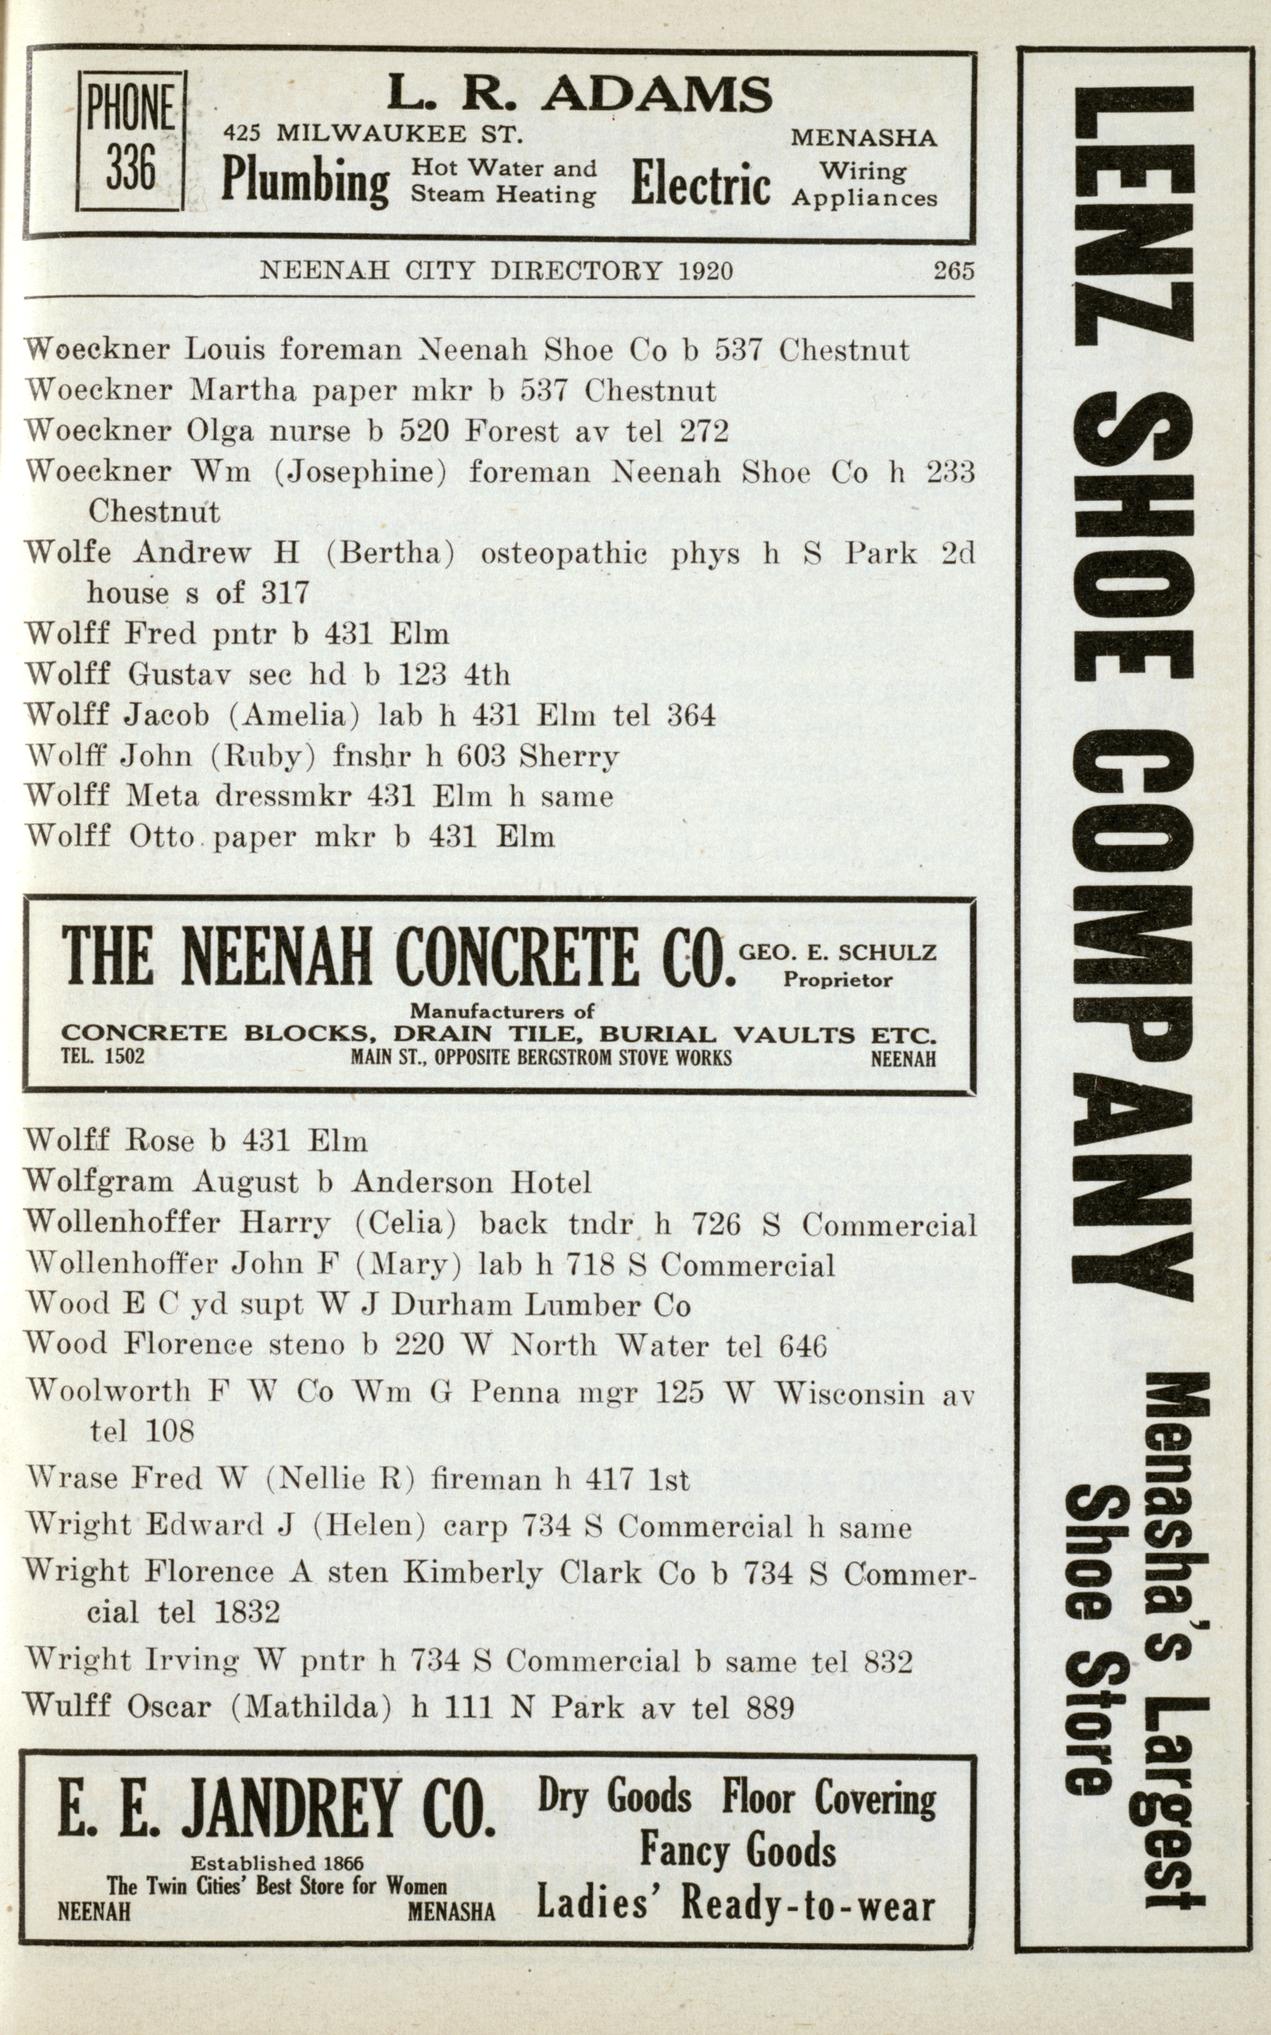 PHONE
336
L. R. ADAMS
425 MILWAUKEE ST. MENASHA
Plumbing Hot Water and
Steam Heating Electric Wiring
Appliances
NEENAH CITY DIRECTORY 1920 265
Woeckner Louis foreman Neenah Shoe Co b 537 Chestnut
Woeckner Martha paper mkr b 537 Chestnut
Woeckner Olga nurse b 520 Forest av tel 272
Woeckner Wm (Josephine) foreman Neenah Shoe Co h 233
Chestnut
Wolfe Andrew H (Bertha) osteopathic phys h S Park 2d
house s of 317
Wolff Fred pntr b 431 Elm
Wolff Gustav sec hd b 123 4th
Wolff Jacob (Amelia) lab h 431 Elm tel 364
Wolff John (Ruby) fnshr h 603 Sherry
Wolff Meta dressmkr 431 Elm h same
Wolff Otto paper mkr b 431 Elm
THE NEENAH CONCRETE CO. GEO. E. SCHULZ
Proprietor
Manufacturers of
CONCRETE BLOCKS, DRAIN TILE, BURIAL VAULTS ETC.
TEL. 1502 MAIN ST., OPPOSITE BERGSTROM STOVE WORKS NEENAH
Wolff Rose b 431 Elm
Wolfgram August b Anderson Hotel
Wollenhoffer Harry (Celia) back tndr h 726 S Commercial
Wollenhoffer John F (Mary) lab h 718 S Commercial
Wood E C yd supt W J Durham Lumber Co
Wood Florence steno b 220 W North Water tel 646
Woolworth F W Co Wm G Penna mgr 125 W Wisconsin av
tel 108
Wrase Fred W (Nellie R) fireman h 417 1st
Wright Edward J (Helen) carp 734 S Commercial h same
Wright Florence A sten Kimberly Clark Co b 734 S Commer-
cial tel 1832
Wright Irving W pntr h 734 S Commercial b same tel 832
Wulff Oscar (Mathilda) h 111 N Park av tel 889
E. E. JANDREY CO.
Established 1866
The Twin Cities' Best Store for Women
NEENAH MENASHA
Dry Goods Floor Covering
Fancy Goods
Ladies' Ready-to-wear
LENZ SHOE COMPANY
Menasha's Largest
Shoe Store